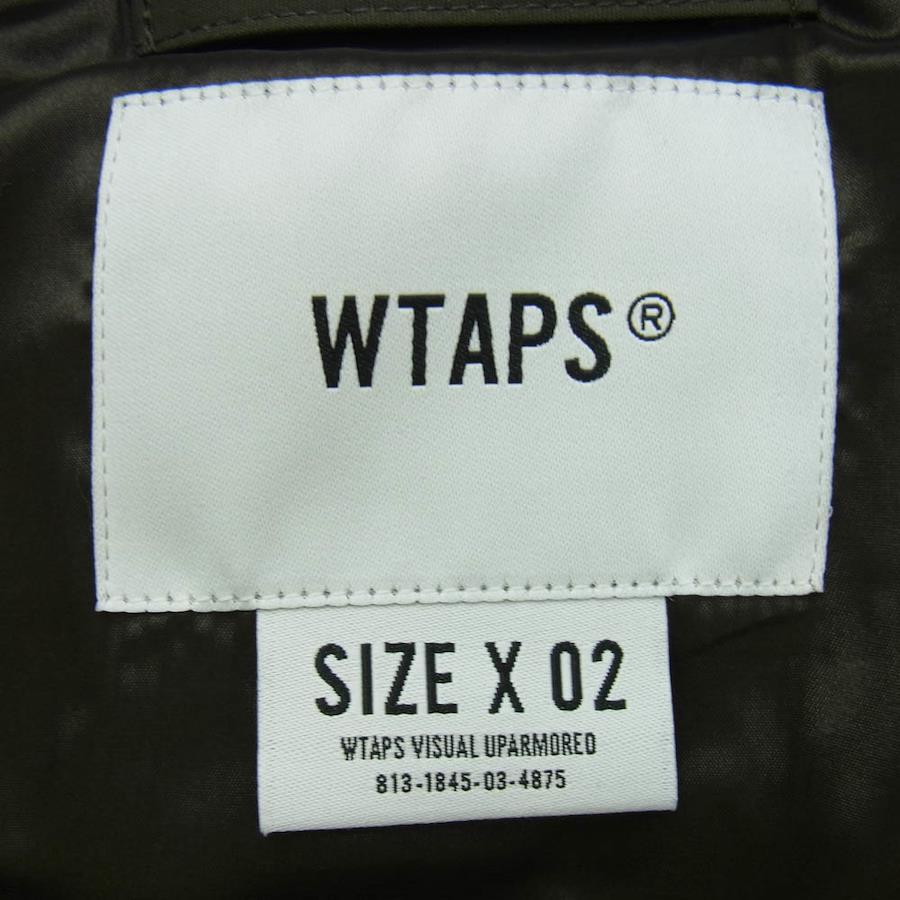 WTAPS®
SIZE X 02
WTAPS VISUAL UPARMORED
813-1845-03-4875